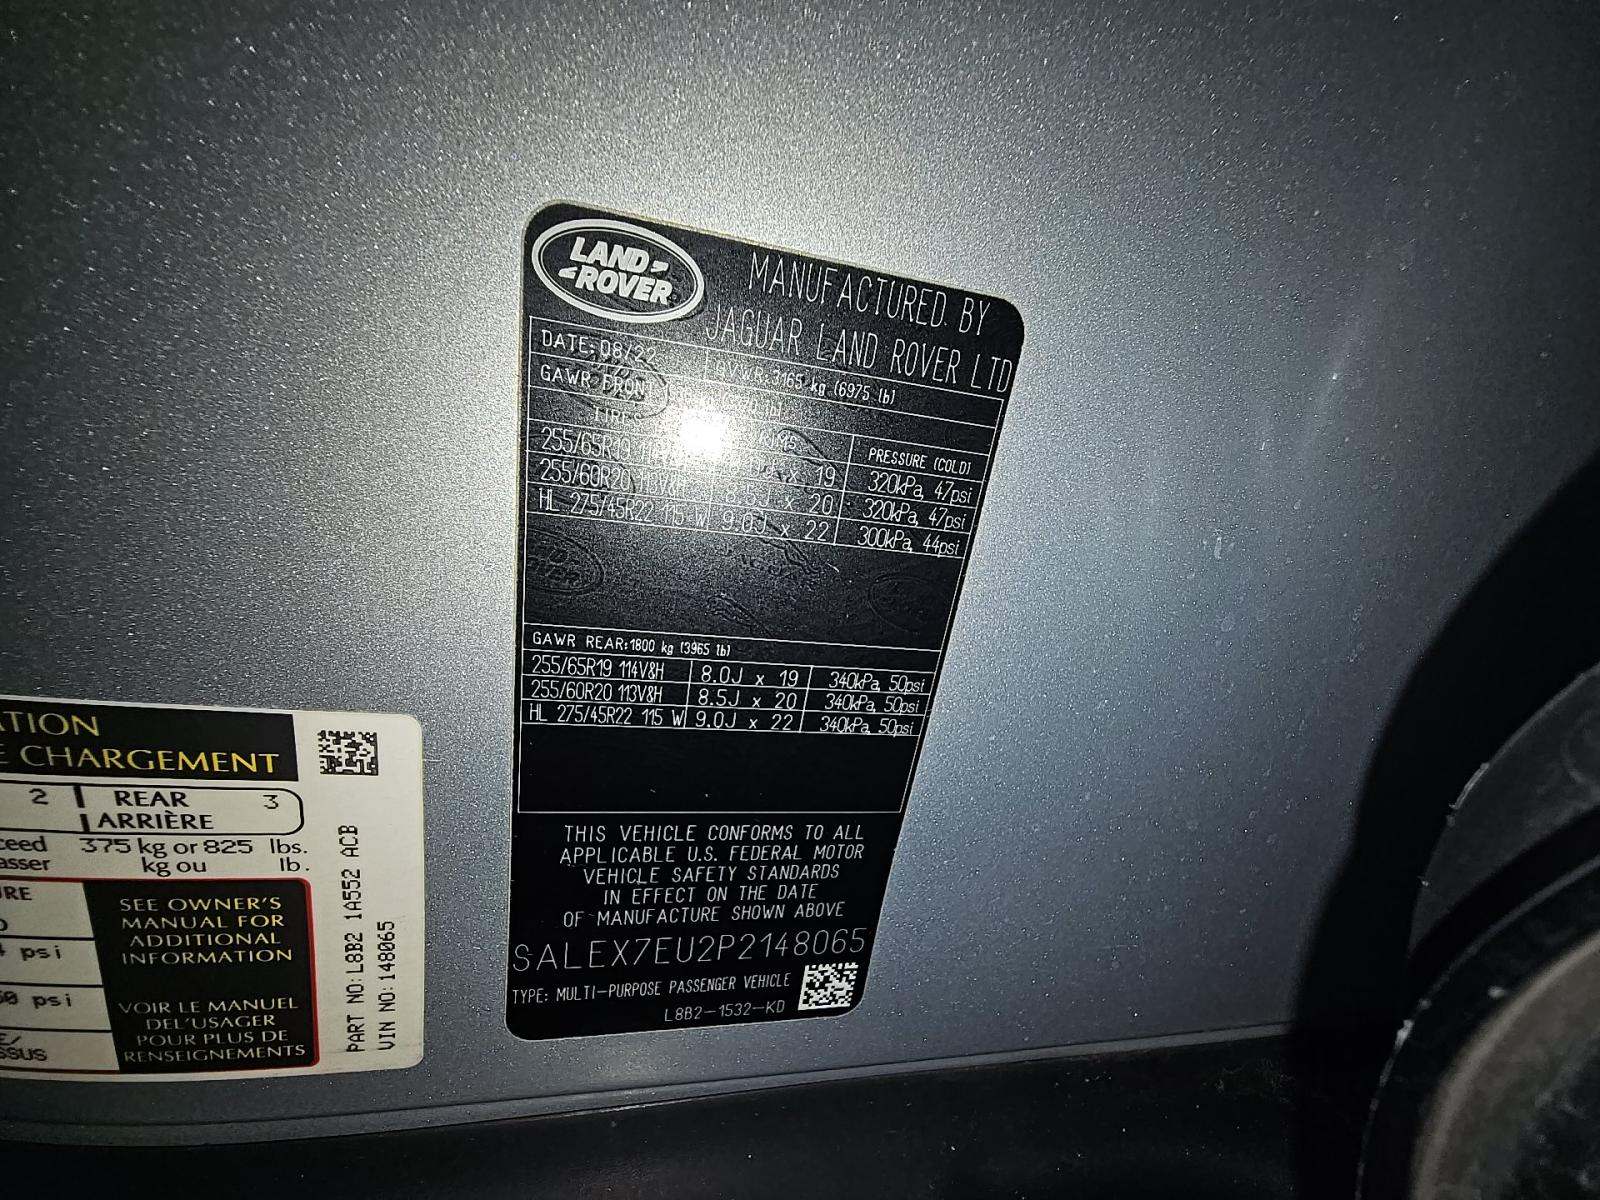 LAND
ROVER
MANUFACTURED BY
JAGUAR LAND ROVER LTD
DATE:08/22 GVWR:3165 kg (6975 lb)
GAWR FRONT lb)
TIRES PRESSURE (COLD)
255/65R19 x 19 320kPa, 47psi
255/60R20 113V&H 8.5J x 20 320kPa, 47psi
HL 275/45R22 115 W 9.0J x 22 300kPa, 44psi
GAWR REAR:1800 kg (3965 lb)
255/65R19 114V&H 8.0J x 19 340kPa, 50psi
255/60R20 113V&H 8.5J x 20 340kPa, 50psi
HL 275/45R22 115 W 9.0J x 22 340kPa, 50psi
THIS VEHICLE CONFORMS TO ALL
APPLICABLE U.S. FEDERAL MOTOR
VEHICLE SAFETY STANDARDS
IN EFFECT ON THE DATE
OF MANUFACTURE SHOWN ABOVE
SALEX7EU2P2148065
TYPE: MULTI-PURPOSE PASSENGER VEHICLE
L8B2-1532-KD
ATION
E CHARGEMENT
2 REAR 3
ARRIÈRE
ceed 375 kg or 825 lbs.
asser kg ou lb.
URE
psi
psi
E/
SSUS
SEE OWNER'S
MANUAL FOR
ADDITIONAL
INFORMATION
VOIR LE MANUEL
DEL'USAGER
POUR PLUS DE
RENSEIGNEMENTS
PART NO:L8B2 1A552 ACB
VIN NO:148065